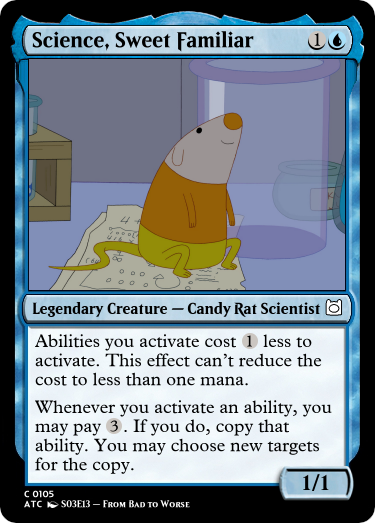 Science, Sweet Familiar 1
Legendary Creature — Candy Rat Scientist
Abilities you activate cost 1 less to
activate. This effect can't reduce the
cost to less than one mana.
Whenever you activate an ability, you
may pay 3. If you do, copy that
ability. You may choose new targets
for the copy.
1/1
C 0105
ATC S03E13 – From Bad to Worse